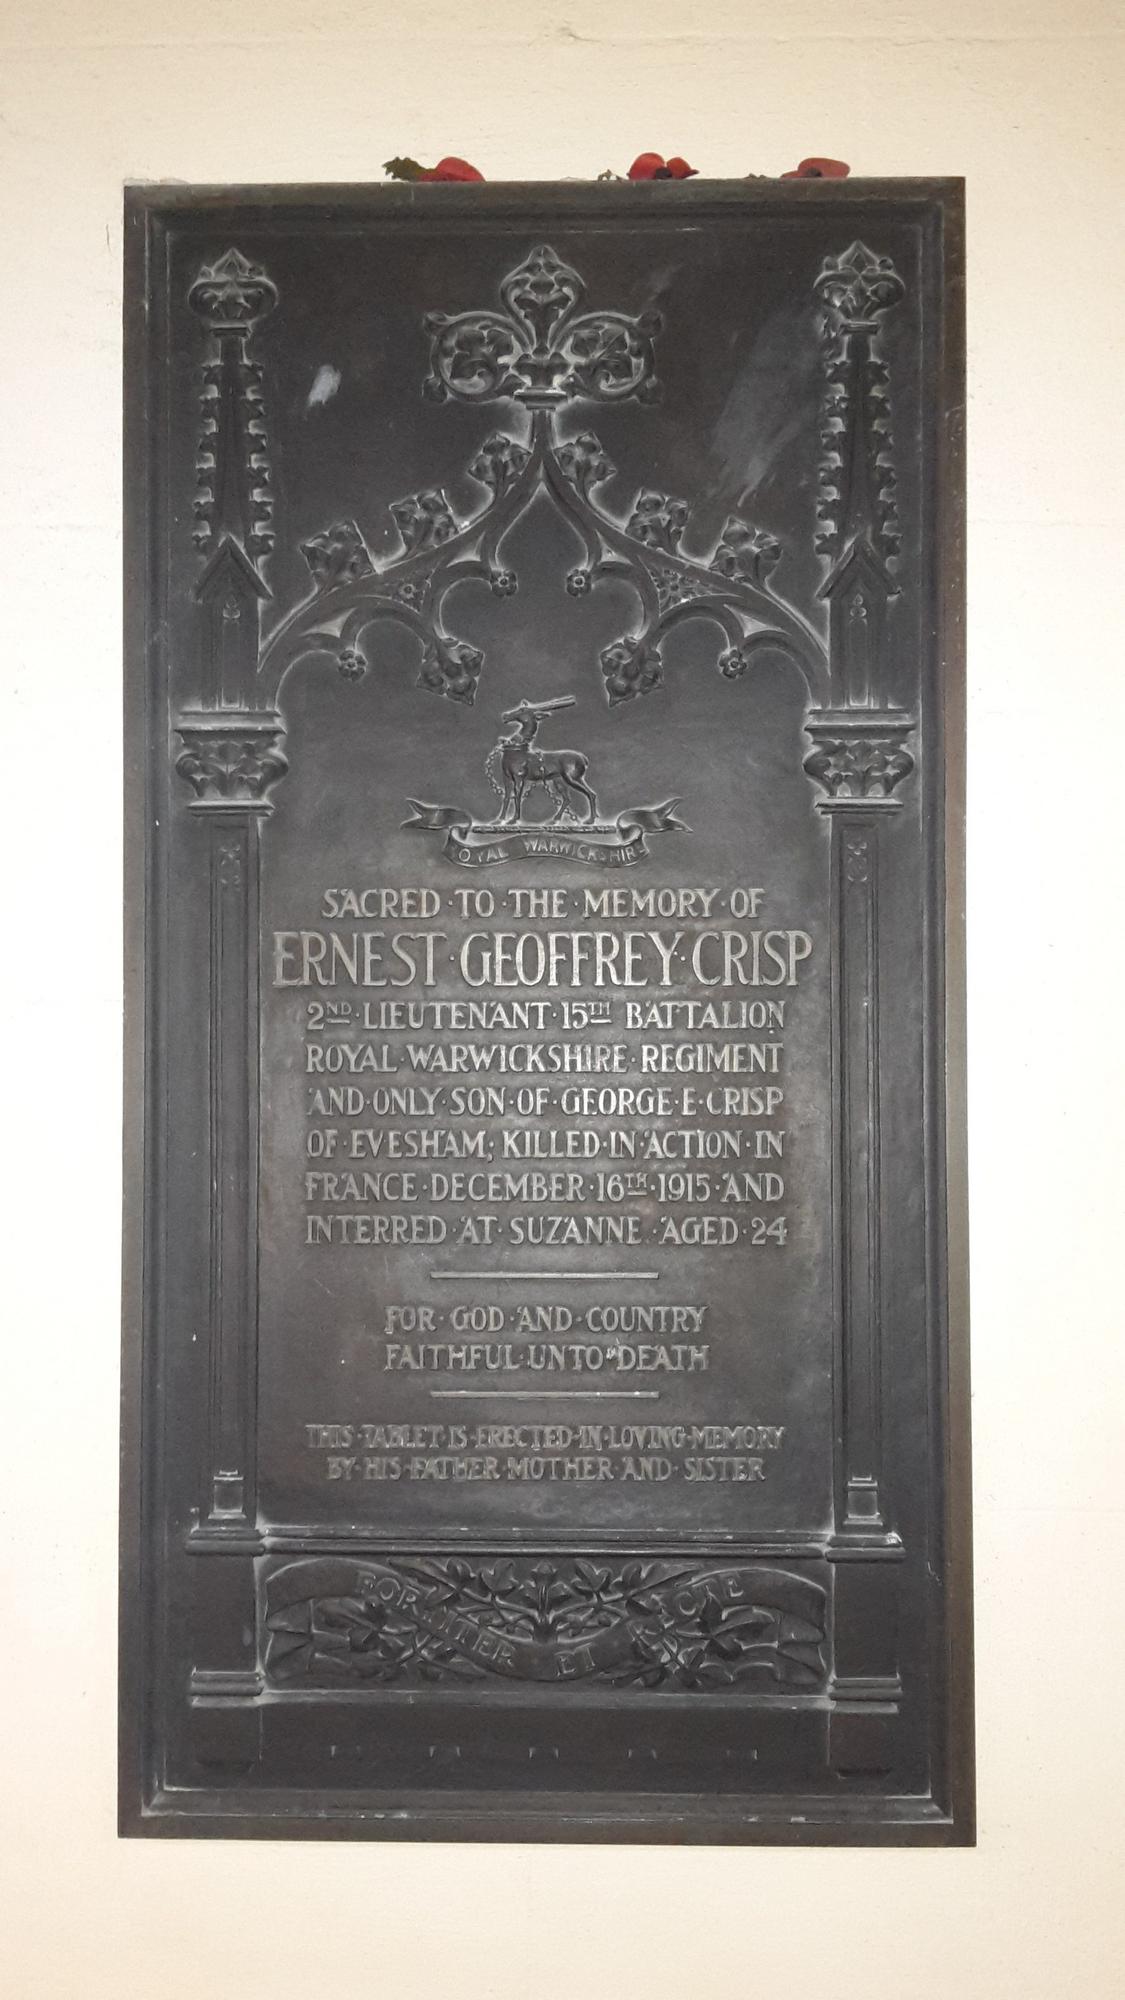 ROYAL WARWICKSHIRE
SACRED·TO·THE·MEMORY·OF
ERNEST·GEOFFREY·CRISP
2ND·LIEUTENANT·15TH BATTALION
ROYAL·WARWICKSHIRE·REGIMENT
AND·ONLY·SON·OF·GEORGE·E·CRISP
OF·EVESHAM; KILLED·IN·ACTION·IN
FRANCE·DECEMBER·16TH·1915·AND
INTERRED·AT·SUZANNE·AGED·24
FOR·GOD·AND·COUNTRY
FAITHFUL·UNTO·DEATH
THIS·TABLET·IS·ERECTED·IN·LOVING·MEMORY
BY·HIS·FATHER·MOTHER·AND·SISTER
FORTITER ET RECTE